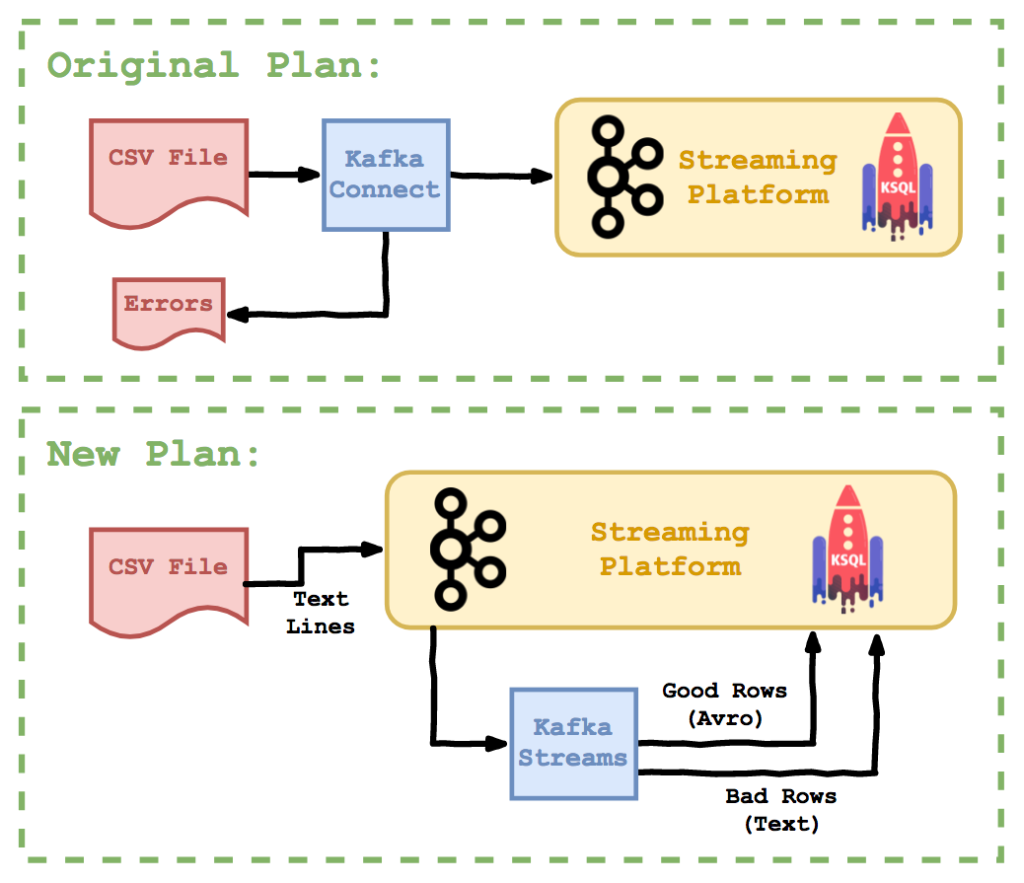 Original Plan:
CSV File
Kafka
Connect
Streaming
Platform
KSQL
Errors
New Plan:
CSV File
Text
Lines
Streaming
Platform
KSQL
Kafka
Streams
Good Rows
(Avro)
Bad Rows
(Text)